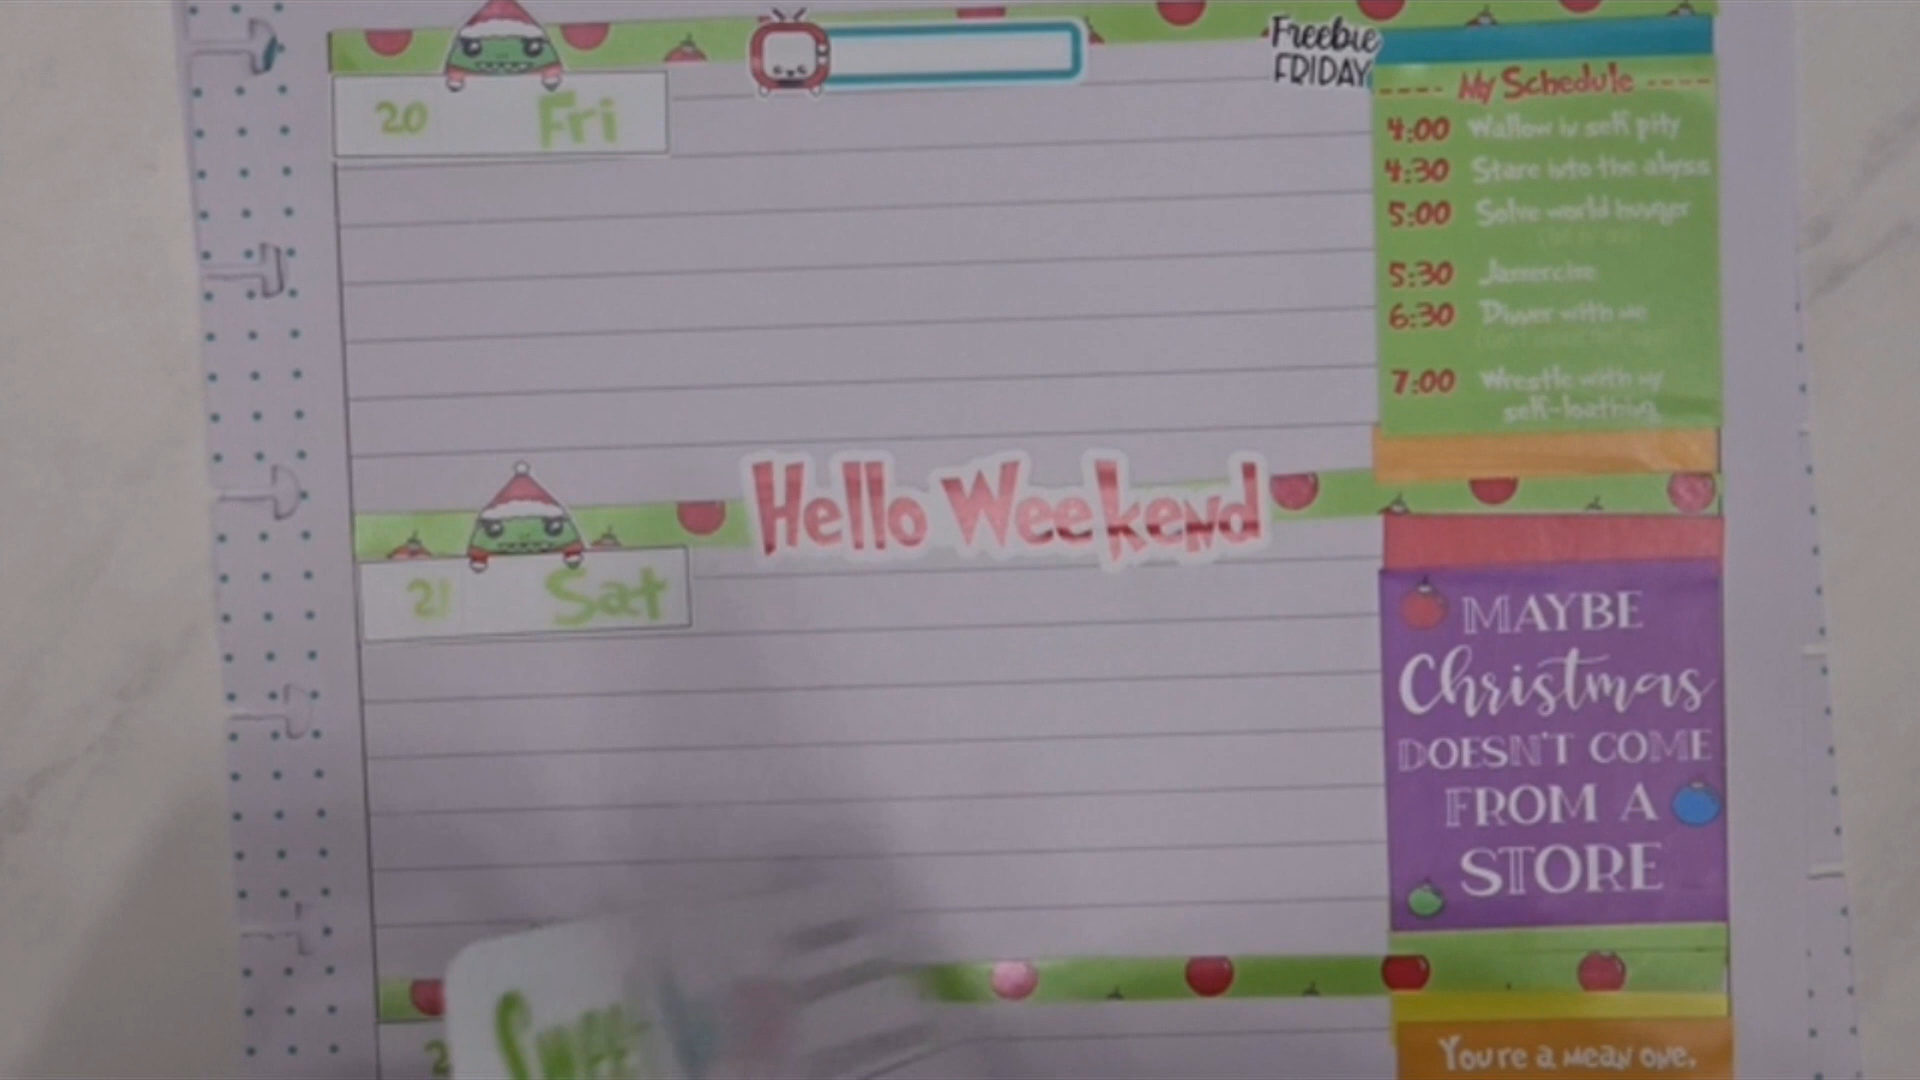 Freebie
FRIDAY
20 Fri
My Schedule
4:00 Wallow in self pity
4:30 Stare into the abyss
5:00 Solve world hunger
5:30 Jazzercise
6:30 Dinner with me
7:00 Wrestle with my
self-loathing
Hello Weekend
21 Sat
MAYBE
Christmas
DOESN'T COME
FROM A
STORE
2
You're a mean one,